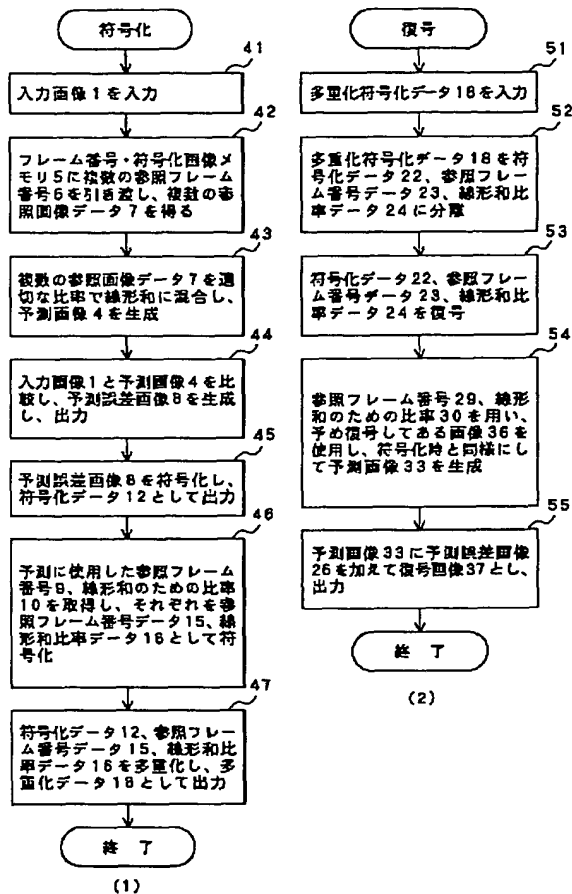 符号化
41
入力画像1を入力
42
フレーム番号・符号化画像メ
モリ5に複数の参照フレーム
番号6を引き渡し、複数の参
照画像データ7を得る
43
複数の参照画像データ7を適
切な比率で線形和に混合し、
予測画像4を生成
44
入力画像1と予測画像4を比
較し、予測誤差画像8を生成
し、出力
45
予測誤差画像8を符号化し、
符号化データ12として出力
46
予測に使用した参照フレーム
番号9、線形和のための比率
10を取得し、それぞれを参
照フレーム番号データ15、線
形和比率データ16として符
号化
47
符号化データ12、参照フレー
ム番号データ15、線形和比
率データ16を多重化し、多
重化データ18として出力
終 了
(1)
復号
51
多重化符号化データ18を入力
52
多重化符号化データ18を符
号化データ22、参照フレー
ム番号データ23、線形和比
率データ24に分離
53
符号化データ22、参照フレー
ム番号データ23、線形和比
率データ24を復号
54
参照フレーム番号29、線形
和のための比率30を用い、
予め復号してある画像36を
使用し、符号化時と同様にし
て予測画像33を生成
55
予測画像33に予測誤差画像
26を加えて復号画像37とし、
出力
終 了
(2)